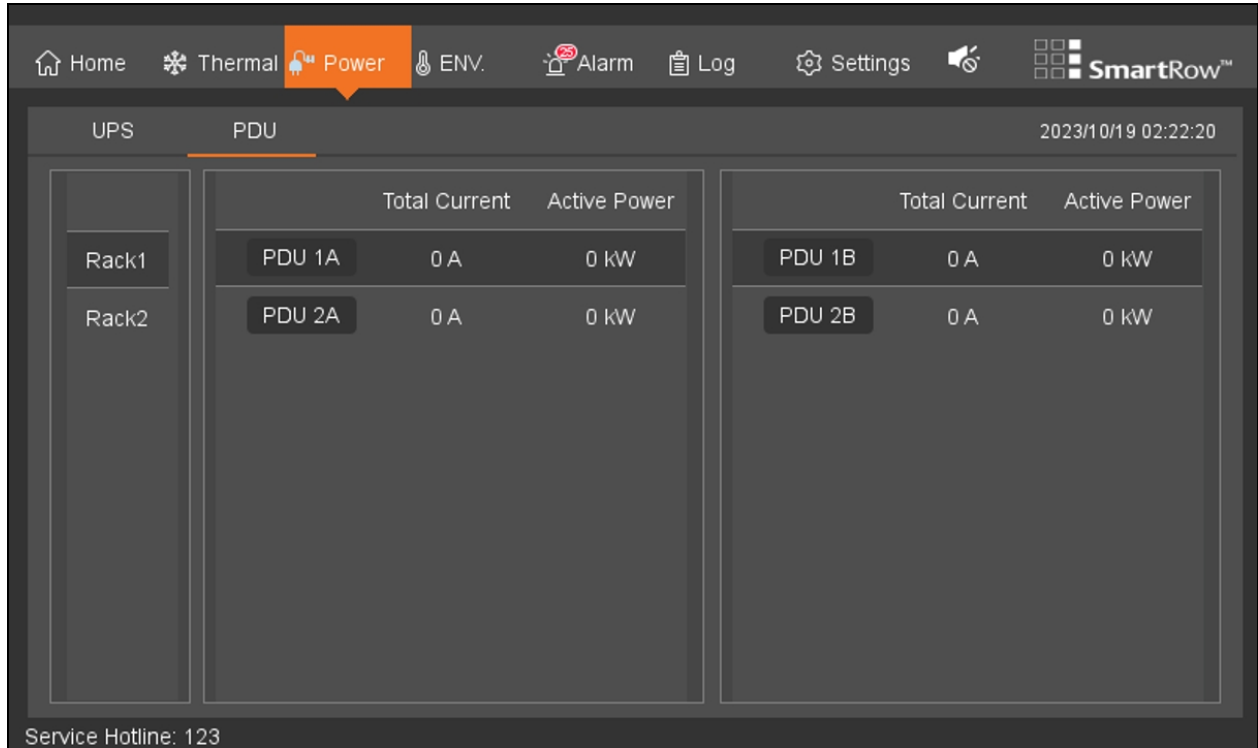 Home Thermal Power ENV. 25 Alarm Log Settings SmartRow™
UPS PDU 2023/10/19 02:22:20
Total Current Active Power Total Current Active Power
Rack1 PDU 1A 0 A 0 kW PDU 1B 0 A 0 kW
Rack2 PDU 2A 0 A 0 kW PDU 2B 0 A 0 kW
Service Hotline: 123